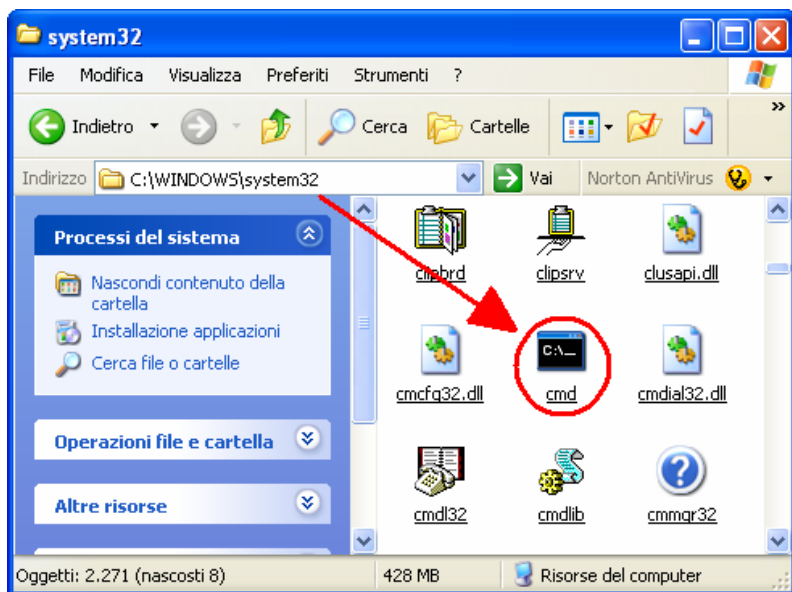 system32
File Modifica Visualizza Preferiti Strumenti ?
Indietro Cerca Cartelle »
Indirizzo C:\WINDOWS\system32 Vai Norton AntiVirus
Processi del sistema
Nascondi contenuto della
cartella
Installazione applicazioni
Cerca file o cartelle
Operazioni file e cartella
Altre risorse
clipbrd clipsrv clusapi.dll
C:\_
cmcfg32.dll cmd cmdial32.dll
cmdl32 cmdlib cmmgr32
Oggetti: 2.271 (nascosti 8) 428 MB Risorse del computer